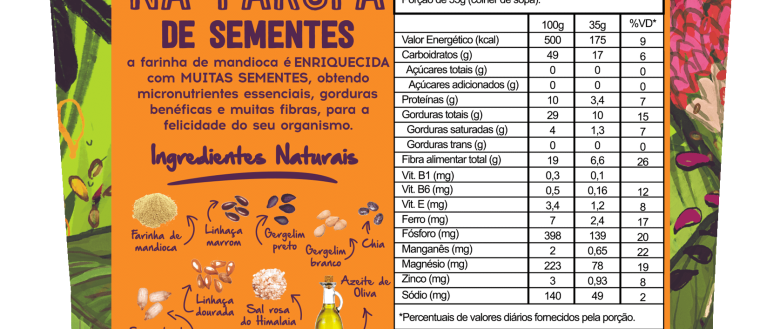 NA FAROFA
DE SEMENTES
a farinha de mandioca é ENRIQUECIDA
com MUITAS SEMENTES, obtendo
micronutrientes essenciais, gorduras
benéficas e muitas fibras, para a
felicidade do seu organismo.
Ingredientes Naturais
Farinha de
mandioca
Linhaça
marrom
Gergelim
preto
Gergelim
branco
Chia
Linhaça
dourada
Sal rosa
do Himalaia
Azeite de
Oliva
Porção de 35g (colher de sopa).
100g 35g %VD*
Valor Energético (kcal) 500 175 9
Carboidratos (g) 49 17 6
Açúcares totais (g) 0 0 0
Açúcares adicionados (g) 0 0 0
Proteínas (g) 10 3,4 7
Gorduras totais (g) 29 10 15
Gorduras saturadas (g) 4 1,3 7
Gorduras trans (g) 0 0 0
Fibra alimentar total (g) 19 6,6 26
Vit. B1 (mg) 0,3 0,1
Vit. B6 (mg) 0,5 0,16 12
Vit. E (mg) 3,4 1,2 8
Ferro (mg) 7 2,4 17
Fósforo (mg) 398 139 20
Manganês (mg) 2 0,65 22
Magnésio (mg) 223 78 19
Zinco (mg) 3 0,93 8
Sódio (mg) 140 49 2
*Percentuais de valores diários fornecidos pela porção.